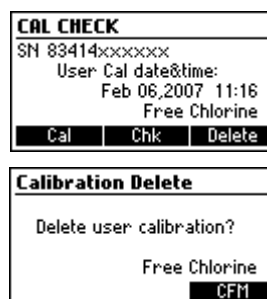 CAL CHECK
SN 83414xxxxxx
User Cal date&time:
Feb 06,2007 11:16
Free Chlorine
Cal Chk Delete
Calibration Delete
Delete user calibration?
Free Chlorine
CFM